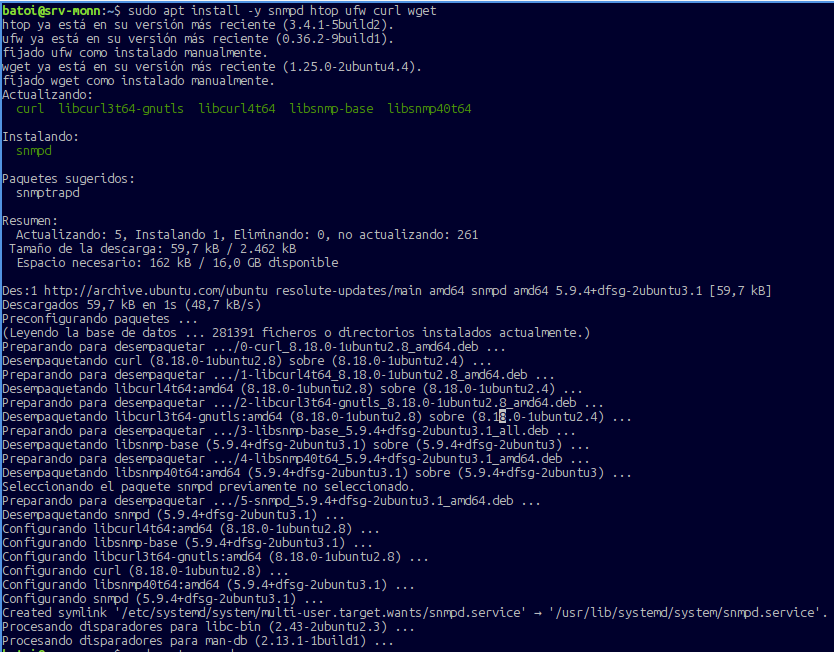 batoi@srv-monn:~$ sudo apt install -y snmpd htop ufw curl wget
htop ya está en su versión más reciente (3.4.1-5build2).
ufw ya está en su versión más reciente (0.36.2-9build1).
fijado ufw como instalado manualmente.
wget ya está en su versión más reciente (1.25.0-2ubuntu4.4).
fijado wget como instalado manualmente.
Actualizando:
curl libcurl3t64-gnutls libcurl4t64 libsnmp-base libsnmp40t64
Instalando:
snmpd
Paquetes sugeridos:
snmptrapd
Resumen:
Actualizando: 5, Instalando 1, Eliminando: 0, no actualizando: 261
Tamaño de la descarga: 59,7 kB / 2.462 kB
Espacio necesario: 162 kB / 16,0 GB disponible
Des:1 http://archive.ubuntu.com/ubuntu resolute-updates/main amd64 snmpd amd64 5.9.4+dfsg-2ubuntu3.1 [59,7 kB]
Descargados 59,7 kB en 1s (48,7 kB/s)
Preconfigurando paquetes ...
(Leyendo la base de datos ... 281391 ficheros o directorios instalados actualmente.)
Preparando para desempaquetar .../0-curl_8.18.0-1ubuntu2.8_amd64.deb ...
Desempaquetando curl (8.18.0-1ubuntu2.8) sobre (8.18.0-1ubuntu2.4) ...
Preparando para desempaquetar .../1-libcurl4t64_8.18.0-1ubuntu2.8_amd64.deb ...
Desempaquetando libcurl4t64:amd64 (8.18.0-1ubuntu2.8) sobre (8.18.0-1ubuntu2.4) ...
Preparando para desempaquetar .../2-libcurl3t64-gnutls_8.18.0-1ubuntu2.8_amd64.deb ...
Desempaquetando libcurl3t64-gnutls:amd64 (8.18.0-1ubuntu2.8) sobre (8.18.0-1ubuntu2.4) ...
Preparando para desempaquetar .../3-libsnmp-base_5.9.4+dfsg-2ubuntu3.1_all.deb ...
Desempaquetando libsnmp-base (5.9.4+dfsg-2ubuntu3.1) sobre (5.9.4+dfsg-2ubuntu3) ...
Preparando para desempaquetar .../4-libsnmp40t64_5.9.4+dfsg-2ubuntu3.1_amd64.deb ...
Desempaquetando libsnmp40t64:amd64 (5.9.4+dfsg-2ubuntu3.1) sobre (5.9.4+dfsg-2ubuntu3) ...
Seleccionando el paquete snmpd previamente no seleccionado.
Preparando para desempaquetar .../5-snmpd_5.9.4+dfsg-2ubuntu3.1_amd64.deb ...
Desempaquetando snmpd (5.9.4+dfsg-2ubuntu3.1) ...
Configurando libcurl4t64:amd64 (8.18.0-1ubuntu2.8) ...
Configurando libsnmp-base (5.9.4+dfsg-2ubuntu3.1) ...
Configurando libcurl3t64-gnutls:amd64 (8.18.0-1ubuntu2.8) ...
Configurando curl (8.18.0-1ubuntu2.8) ...
Configurando libsnmp40t64:amd64 (5.9.4+dfsg-2ubuntu3.1) ...
Configurando snmpd (5.9.4+dfsg-2ubuntu3.1) ...
Created symlink '/etc/systemd/system/multi-user.target.wants/snmpd.service' → '/usr/lib/systemd/system/snmpd.service'.
Procesando disparadores para libc-bin (2.43-2ubuntu2.3) ...
Procesando disparadores para man-db (2.13.1-1build1) ...